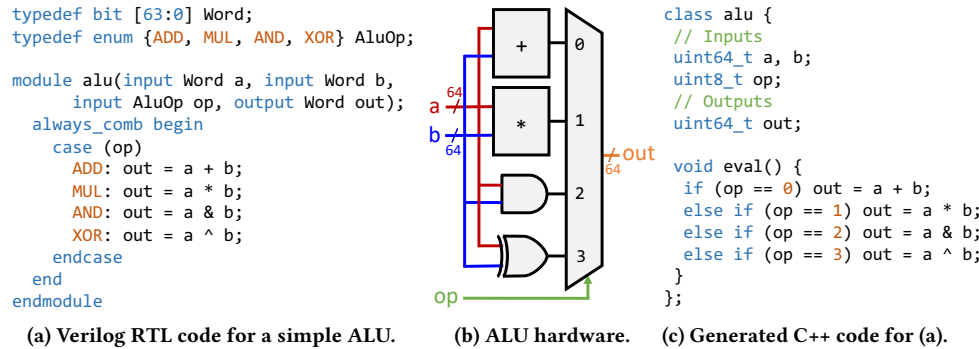 typedef bit [63:0] Word;
typedef enum {ADD, MUL, AND, XOR} AluOp;
module alu(input Word a, input Word b,
input AluOp op, output Word out);
always_comb begin
case (op)
ADD: out = a + b;
MUL: out = a * b;
AND: out = a & b;
XOR: out = a ^ b;
endcase
end
endmodule
(a) Verilog RTL code for a simple ALU.
+
0
64
a
*
1
b
64
out
64
2
3
op
(b) ALU hardware.
class alu {
// Inputs
uint64_t a, b;
uint8_t op;
// Outputs
uint64_t out;
void eval() {
if (op == 0) out = a + b;
else if (op == 1) out = a * b;
else if (op == 2) out = a & b;
else if (op == 3) out = a ^ b;
}
};
(c) Generated C++ code for (a).